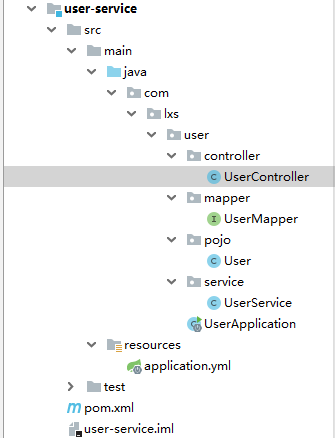 user-service
src
main
java
com
lxs
user
controller
UserController
mapper
UserMapper
pojo
User
service
UserService
UserApplication
resources
application.yml
test
pom.xml
user-service.iml